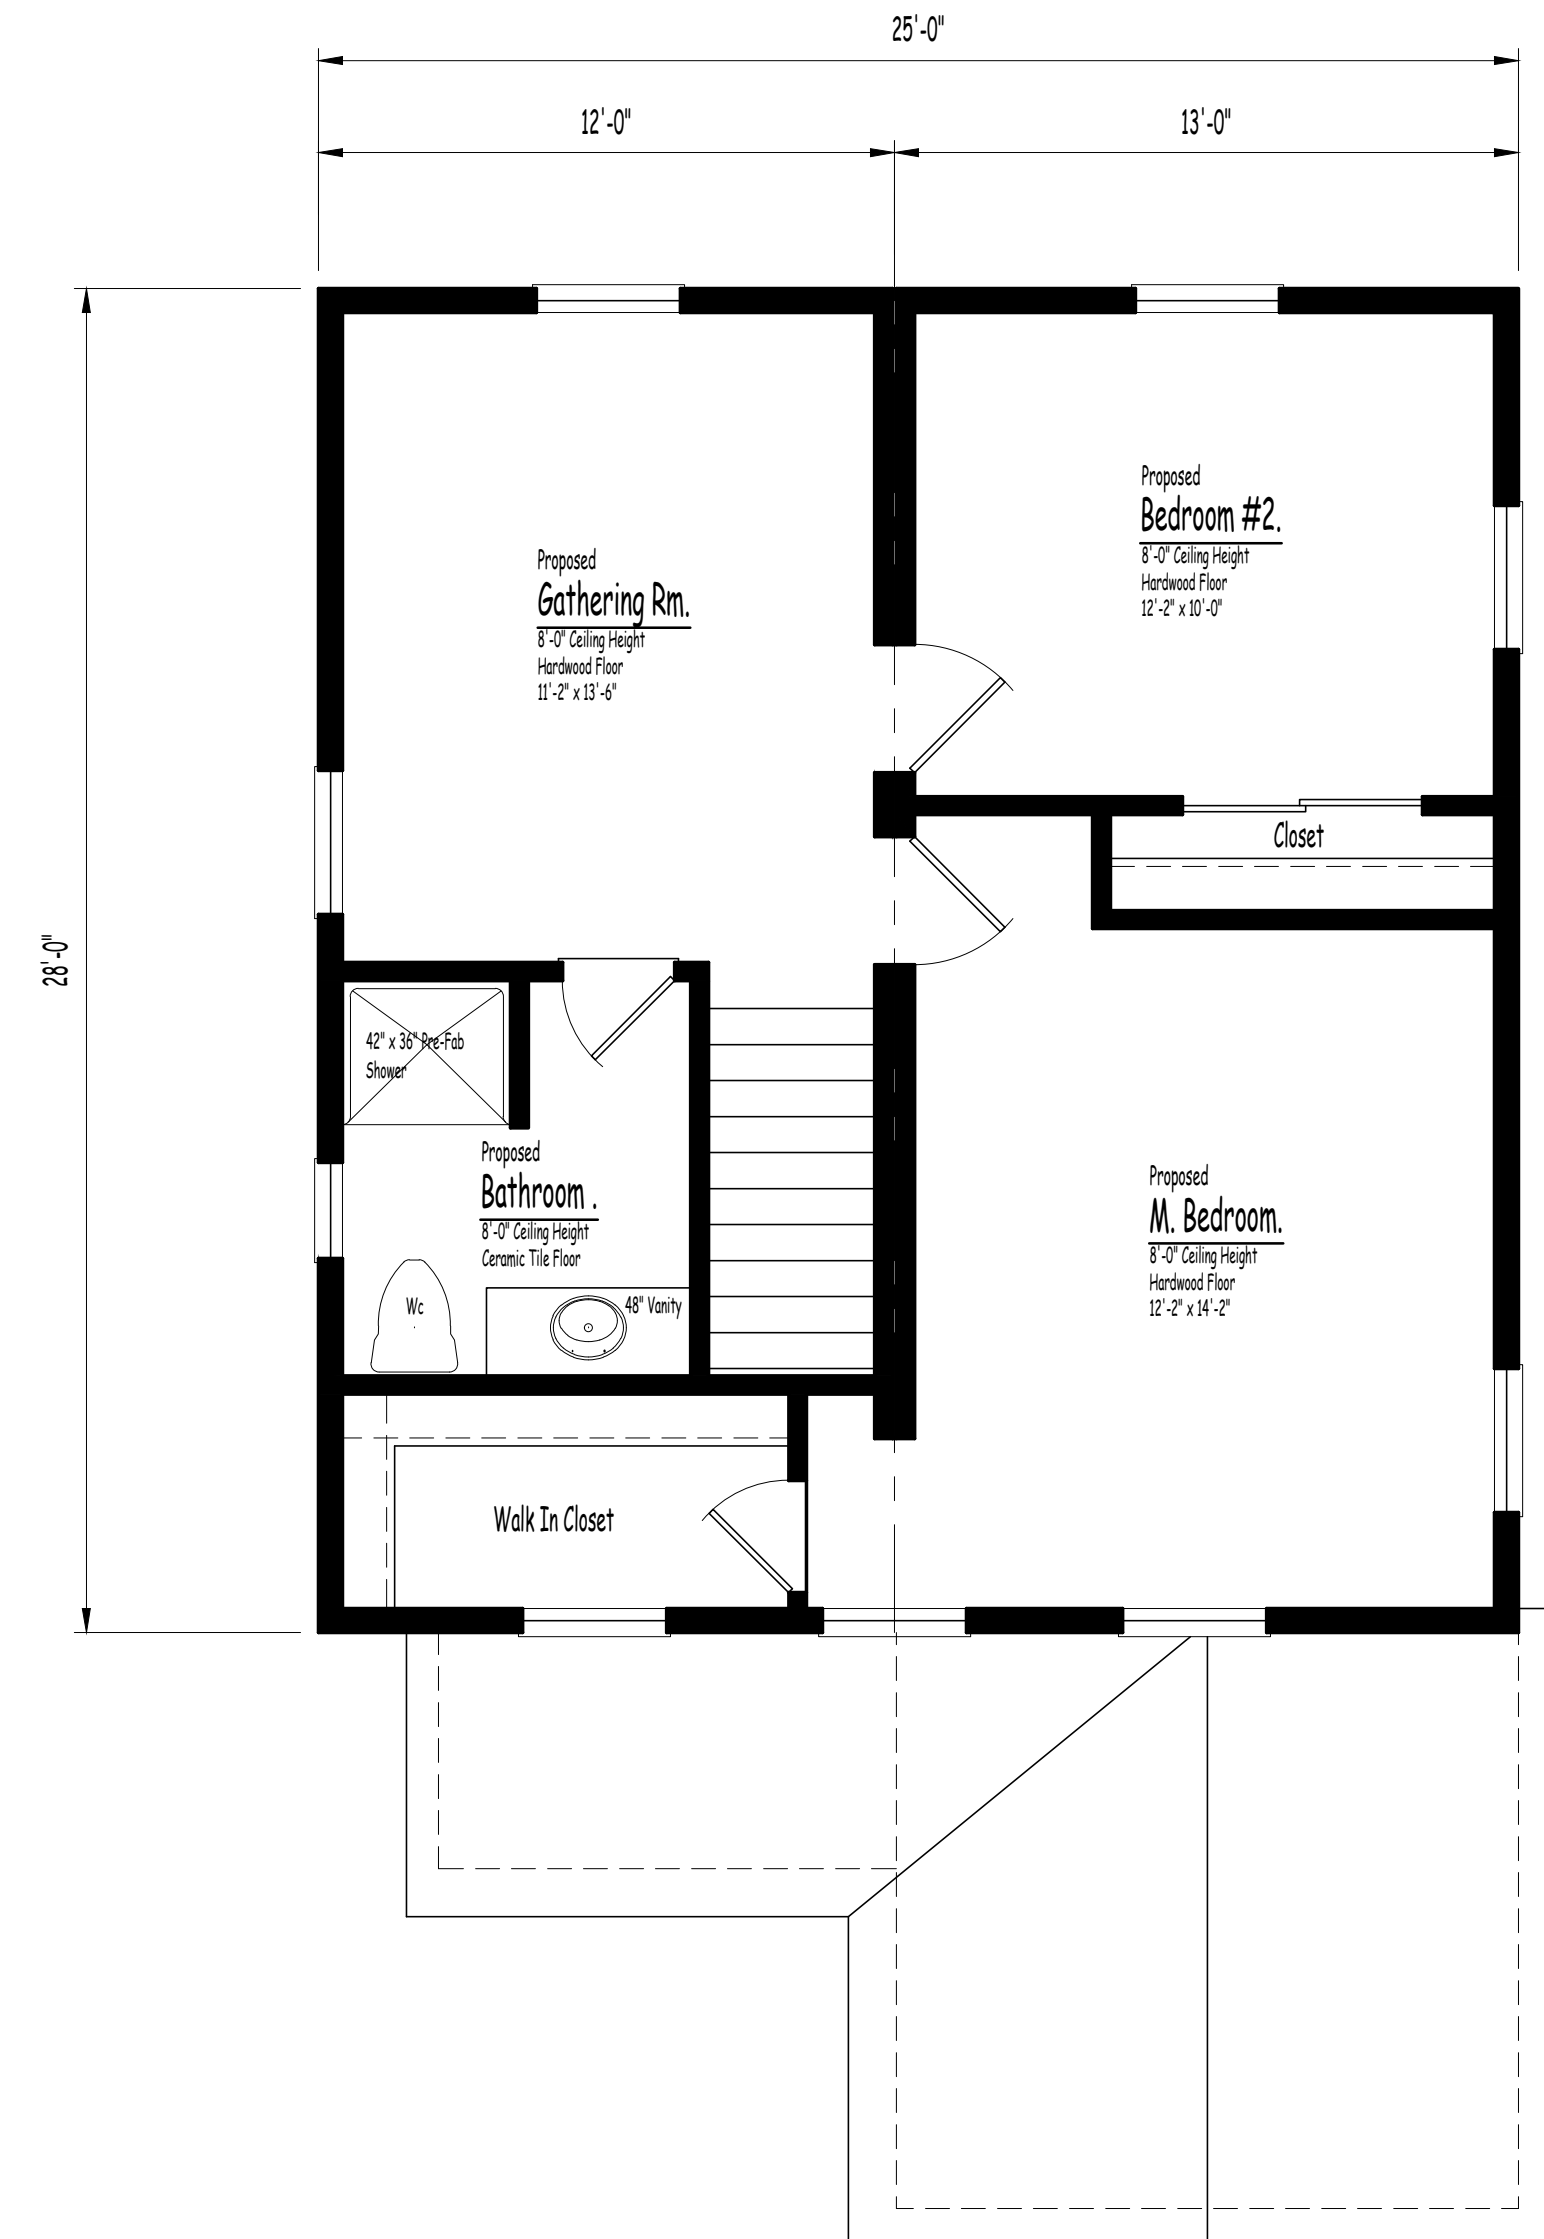 25'-0"
12'-0"
13'-0"
Proposed
Bedroom #2.
8'-0" Ceiling Height
Hardwood Floor
12'-2" x 10'-0"
Proposed
Gathering Rm.
8'-0" Ceiling Height
Hardwood Floor
11'-2" x 13'-6"
Closet
28'-0"
42" x 36" Pre-Fab
Shower
Proposed
Bathroom .
8'-0" Ceiling Height
Ceramic Tile Floor
Proposed
M. Bedroom.
8'-0" Ceiling Height
Hardwood Floor
12'-2" x 14'-2"
Wc
48" Vanity
Walk In Closet